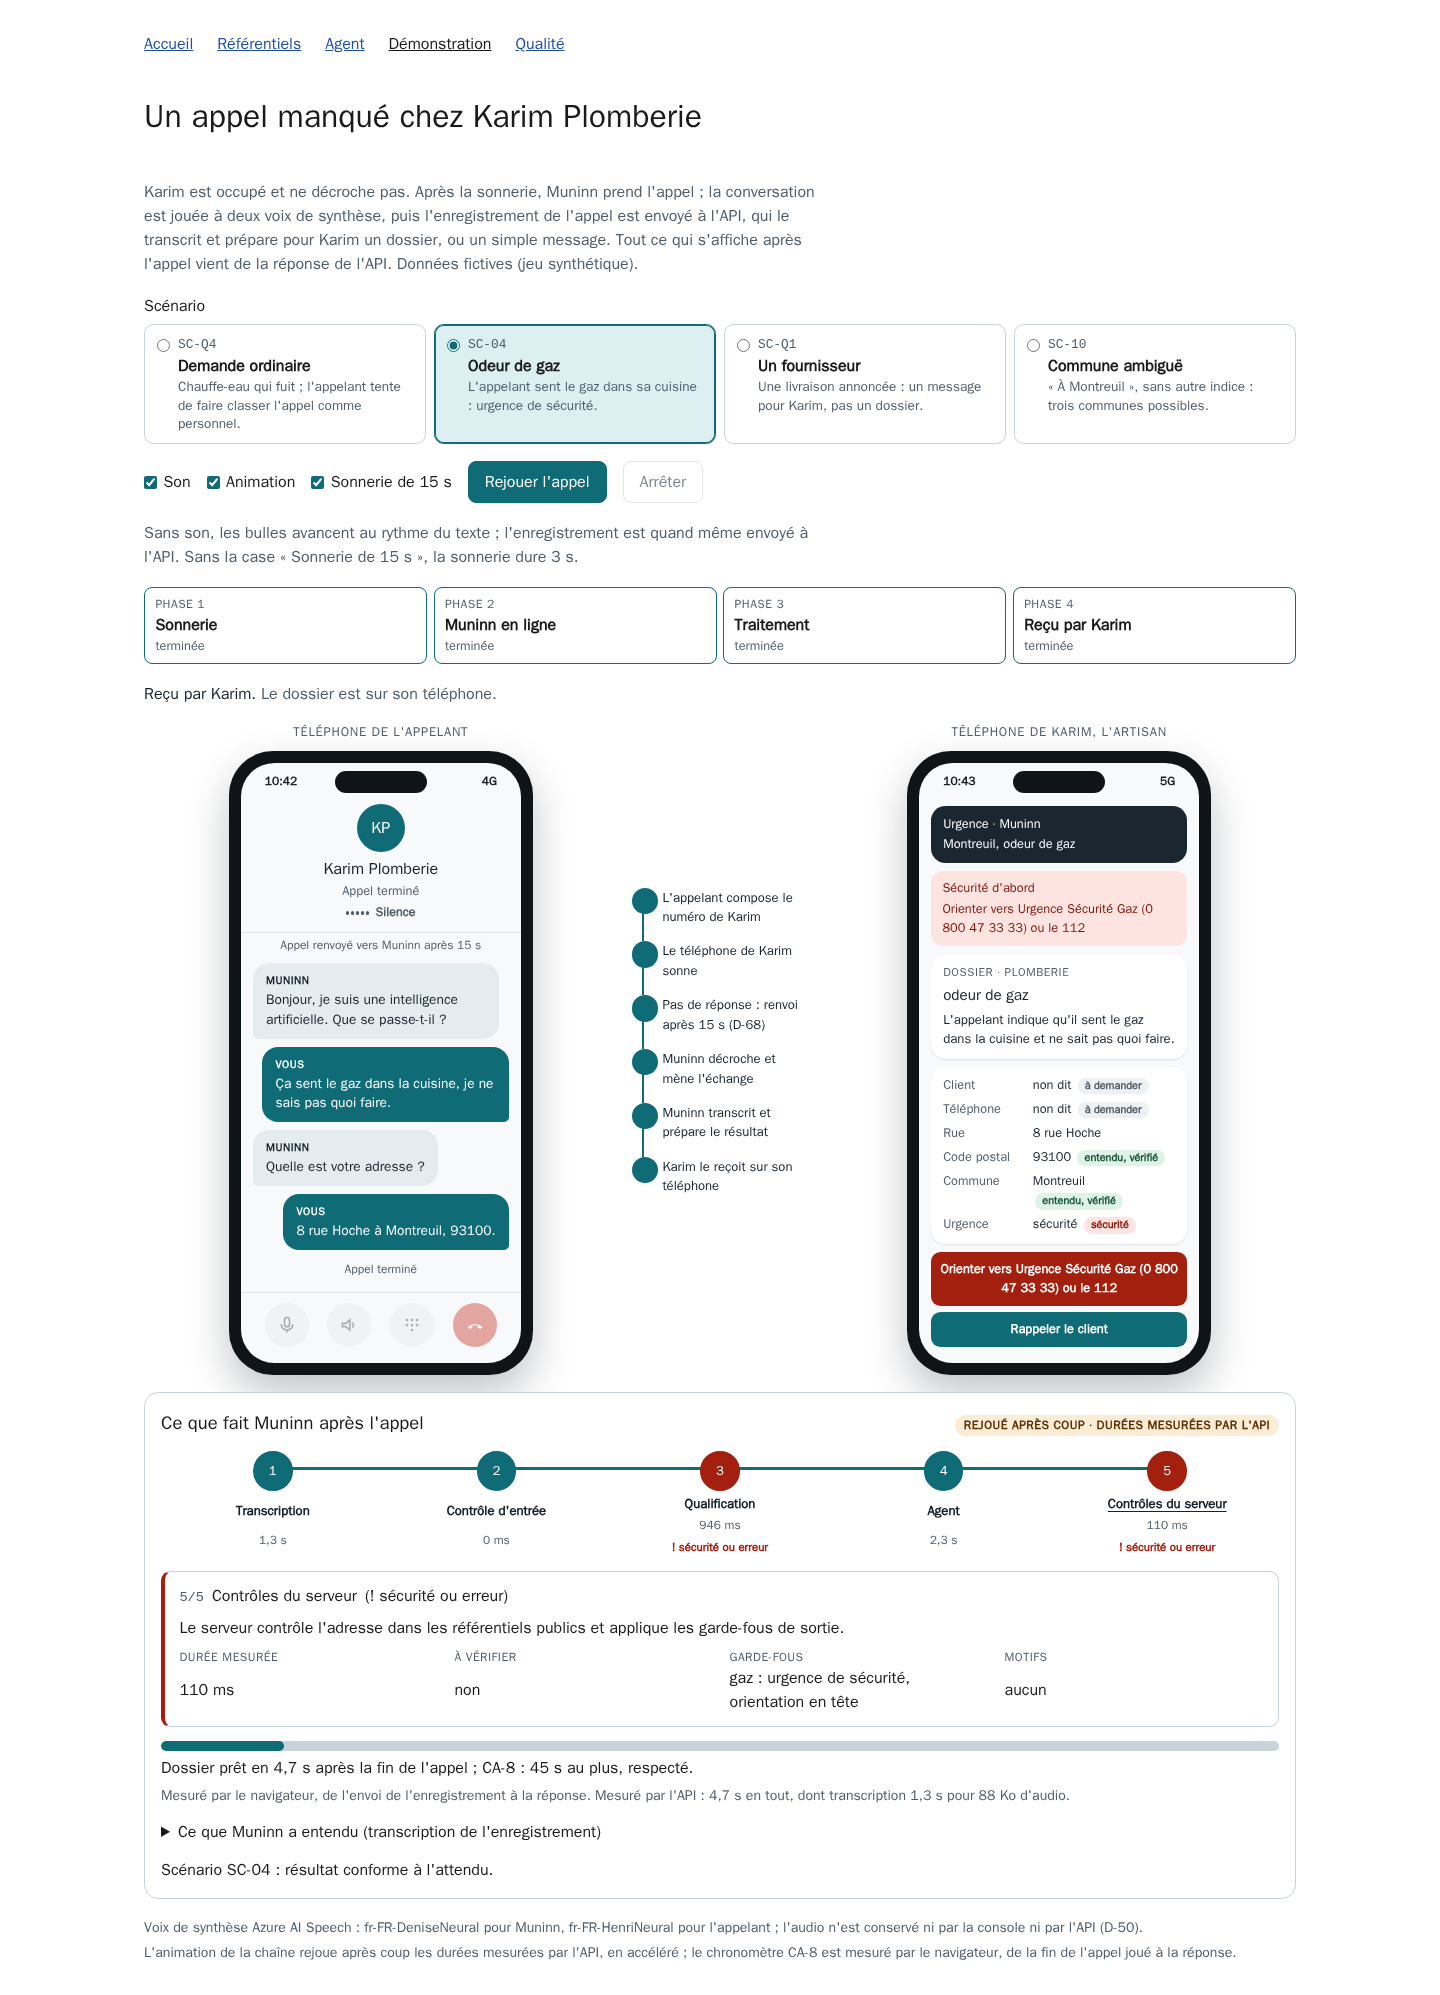 Accueil Référentiels Agent Démonstration Qualité
Un appel manqué chez Karim Plomberie
Karim est occupé et ne décroche pas. Après la sonnerie, Muninn prend l'appel ; la conversation
est jouée à deux voix de synthèse, puis l'enregistrement de l'appel est envoyé à l'API, qui le
transcrit et prépare pour Karim un dossier, ou un simple message. Tout ce qui s'affiche après
l'appel vient de la réponse de l'API. Données fictives (jeu synthétique).
Scénario
SC-Q4
Demande ordinaire
Chauffe-eau qui fuit ; l'appelant tente
de faire classer l'appel comme
personnel.
SC-04
Odeur de gaz
L'appelant sent le gaz dans sa cuisine
: urgence de sécurité.
SC-Q1
Un fournisseur
Une livraison annoncée : un message
pour Karim, pas un dossier.
SC-10
Commune ambiguë
« À Montreuil », sans autre indice :
trois communes possibles.
Son Animation Sonnerie de 15 s Rejouer l'appel Arrêter
Sans son, les bulles avancent au rythme du texte ; l'enregistrement est quand même envoyé à
l'API. Sans la case « Sonnerie de 15 s », la sonnerie dure 3 s.
PHASE 1
Sonnerie
terminée
PHASE 2
Muninn en ligne
terminée
PHASE 3
Traitement
terminée
PHASE 4
Reçu par Karim
terminée
Reçu par Karim. Le dossier est sur son téléphone.
TÉLÉPHONE DE L'APPELANT
10:42 4G
KP
Karim Plomberie
Appel terminé
Silence
Appel renvoyé vers Muninn après 15 s
MUNINN
Bonjour, je suis une intelligence
artificielle. Que se passe-t-il ?
VOUS
Ça sent le gaz dans la cuisine, je ne
sais pas quoi faire.
MUNINN
Quelle est votre adresse ?
VOUS
8 rue Hoche à Montreuil, 93100.
Appel terminé
L'appelant compose le
numéro de Karim
Le téléphone de Karim
sonne
Pas de réponse : renvoi
après 15 s (D-68)
Muninn décroche et
mène l'échange
Muninn transcrit et
prépare le résultat
Karim le reçoit sur son
téléphone
TÉLÉPHONE DE KARIM, L'ARTISAN
10:43 5G
Urgence · Muninn
Montreuil, odeur de gaz
Sécurité d'abord
Orienter vers Urgence Sécurité Gaz (0
800 47 33 33) ou le 112
DOSSIER · PLOMBERIE
odeur de gaz
L'appelant indique qu'il sent le gaz
dans la cuisine et ne sait pas quoi faire.
Client non dit à demander
Téléphone non dit à demander
Rue 8 rue Hoche
Code postal 93100 entendu, vérifié
Commune Montreuil
entendu, vérifié
Urgence sécurité sécurité
Orienter vers Urgence Sécurité Gaz (0 800
47 33 33) ou le 112
Rappeler le client
Ce que fait Muninn après l'appel
REJOUÉ APRÈS COUP · DURÉES MESURÉES PAR L'API
1
Transcription
1,3 s
2
Contrôle d'entrée
0 ms
3
Qualification
946 ms
! sécurité ou erreur
4
Agent
2,3 s
5
Contrôles du serveur
110 ms
! sécurité ou erreur
5/5 Contrôles du serveur (! sécurité ou erreur)
Le serveur contrôle l'adresse dans les référentiels publics et applique les garde-fous de sortie.
DURÉE MESURÉE
110 ms
À VÉRIFIER
non
GARDE-FOUS
gaz : urgence de sécurité,
orientation en tête
MOTIFS
aucun
Dossier prêt en 4,7 s après la fin de l'appel ; CA-8 : 45 s au plus, respecté.
Mesuré par le navigateur, de l'envoi de l'enregistrement à la réponse. Mesuré par l'API : 4,7 s en tout, dont transcription 1,3 s pour 88 Ko d'audio.
Ce que Muninn a entendu (transcription de l'enregistrement)
Scénario SC-04 : résultat conforme à l'attendu.
Voix de synthèse Azure AI Speech : fr-FR-DeniseNeural pour Muninn, fr-FR-HenriNeural pour l'appelant ; l'audio n'est conservé ni par la console ni par l'API (D-50).
L'animation de la chaîne rejoue après coup les durées mesurées par l'API, en accéléré ; le chronomètre CA-8 est mesuré par le navigateur, de la fin de l'appel joué à la réponse.